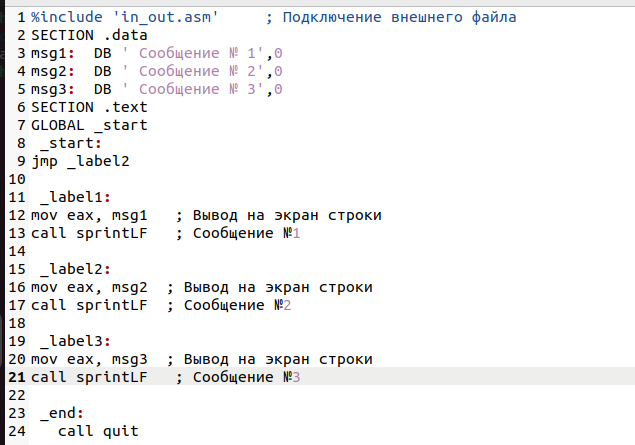 1 %include 'in_out.asm'     ; Подключение внешнего файла
2 SECTION .data
3 msg1:  DB ' Сообщение № 1',0
4 msg2:  DB ' Сообщение № 2',0
5 msg3:  DB ' Сообщение № 3',0
6 SECTION .text
7 GLOBAL _start
8  _start:
9 jmp _label2
10
11  _label1:
12 mov eax, msg1   ; Вывод на экран строки
13 call sprintLF   ; Сообщение №1
14
15  _label2:
16 mov eax, msg2  ; Вывод на экран строки
17 call sprintLF  ; Сообщение №2
18
19  _label3:
20 mov eax, msg3  ; Вывод на экран строки
21 call sprintLF   ; Сообщение №3
22
23  _end:
24    call quit